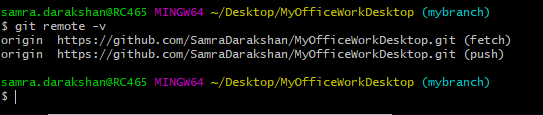 samra.darakshan@RC465 MINGW64 ~/Desktop/MyOfficeWorkDesktop (mybranch)
$ git remote -v
origin  https://github.com/SamraDarakshan/MyOfficeWorkDesktop.git (fetch)
origin  https://github.com/SamraDarakshan/MyOfficeWorkDesktop.git (push)
samra.darakshan@RC465 MINGW64 ~/Desktop/MyOfficeWorkDesktop (mybranch)
$